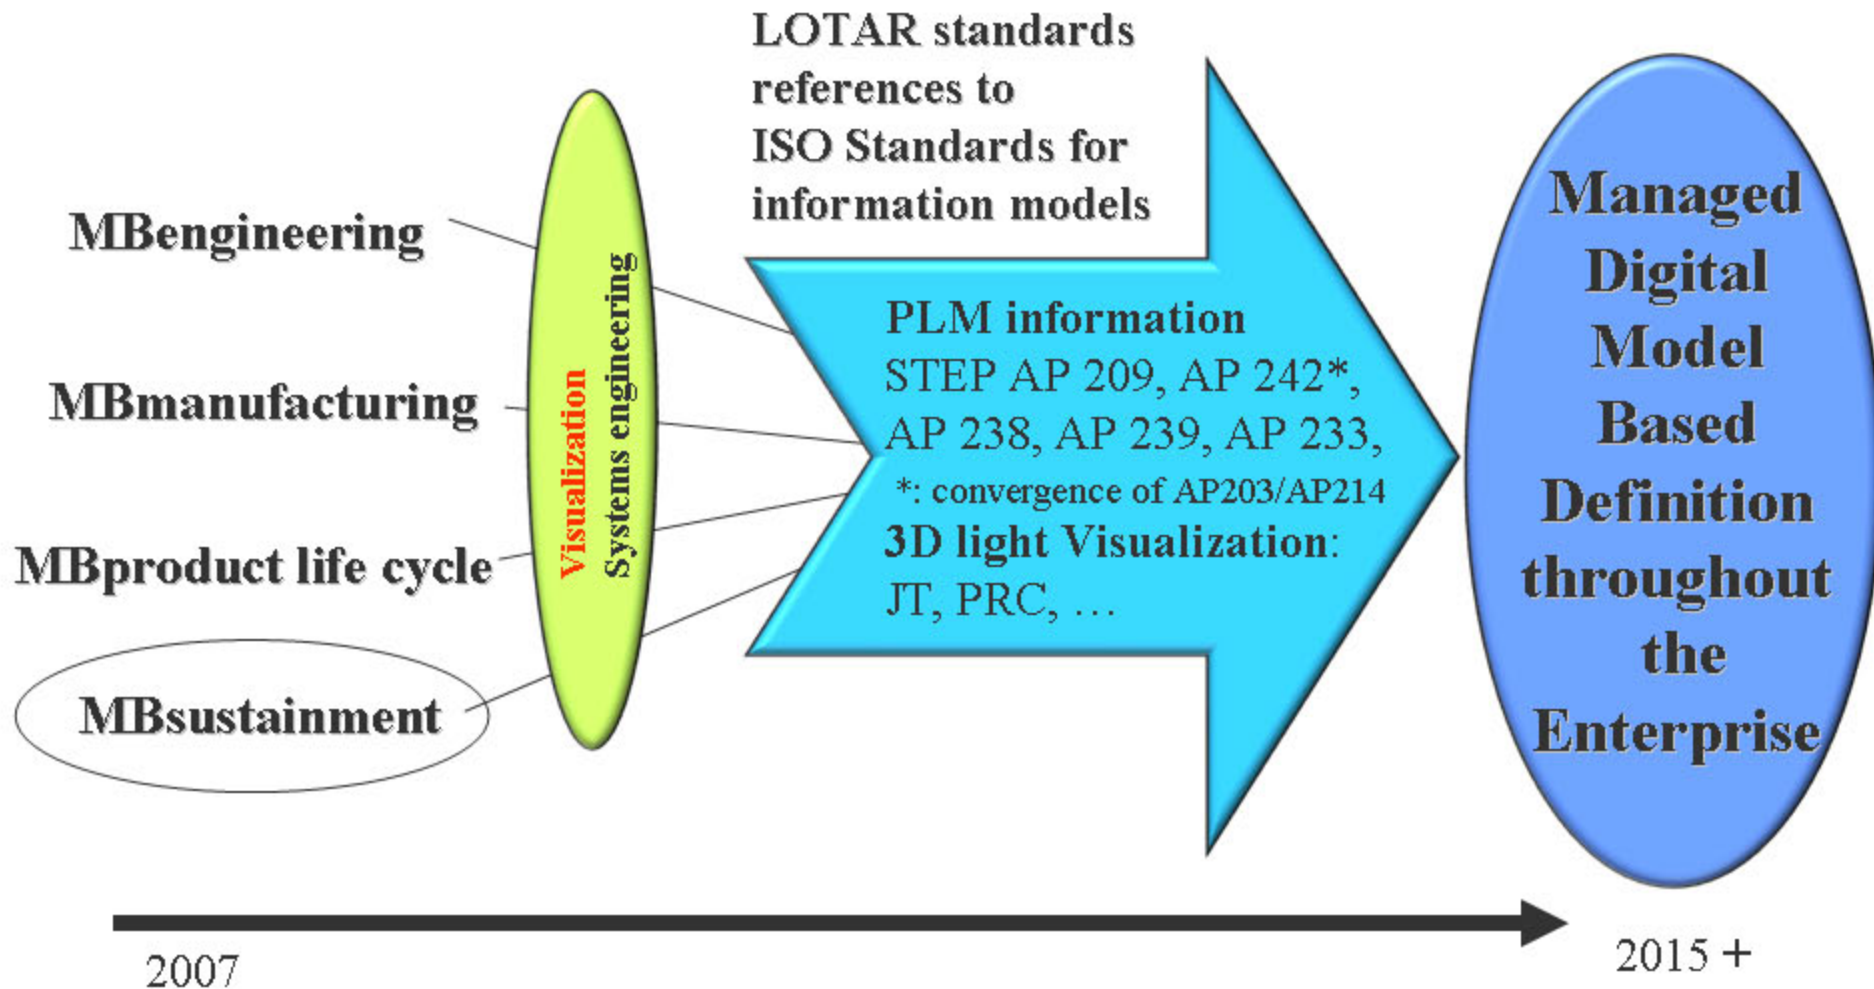 LOTAR standards
references to
ISO Standards for
information models
MBengineering
MBmanufacturing
MBproduct life cycle
MBsustainment
Visualization
Systems engineering
PLM information
STEP AP 209, AP 242*,
AP 238, AP 239, AP 233,
*: convergence of AP203/AP214
3D light Visualization:
JT, PRC, …
Managed
Digital
Model
Based
Definition
throughout
the
Enterprise
2007
2015 +